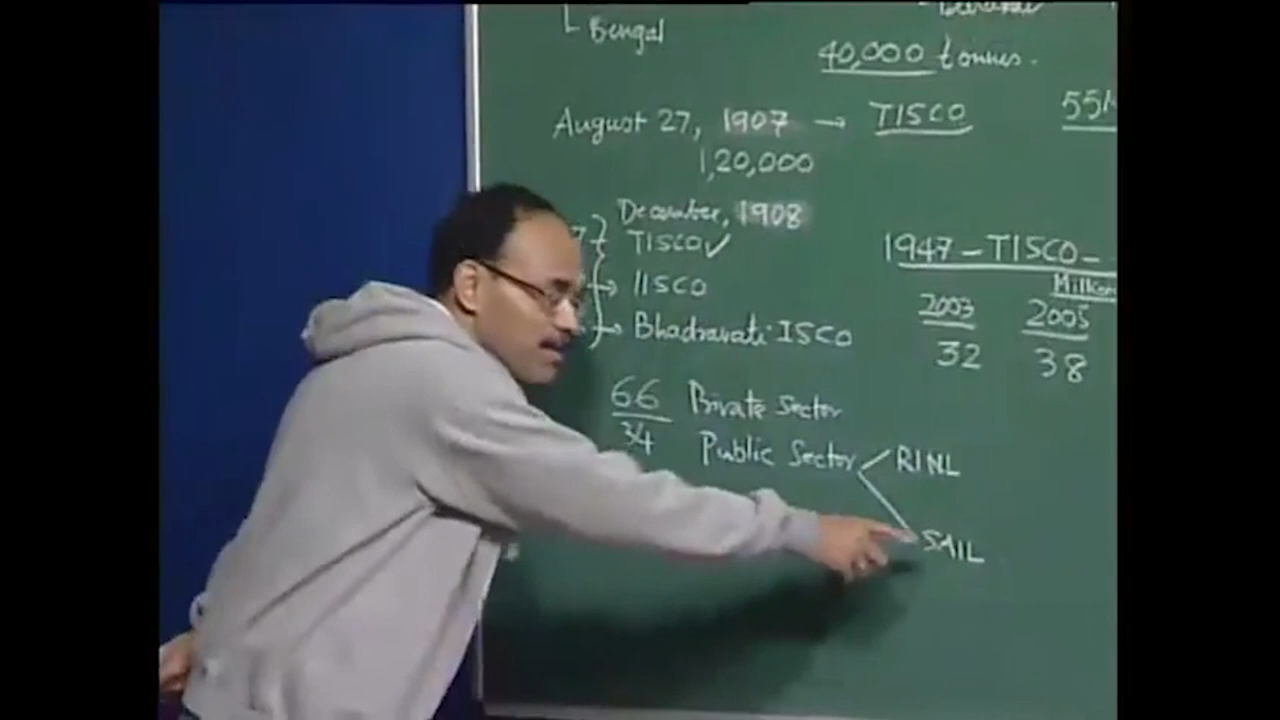 Bengal
40,000 tonnes.
August 27, 1907 → TISCO
1,20,000
December, 1908
7 } TISCO ✓
→ IISCO
→ Bhadravati ISCO
1947 - TISCO -
2003 2005
32 38
66 Private Sector
34 Public Sector
RINL
SAIL